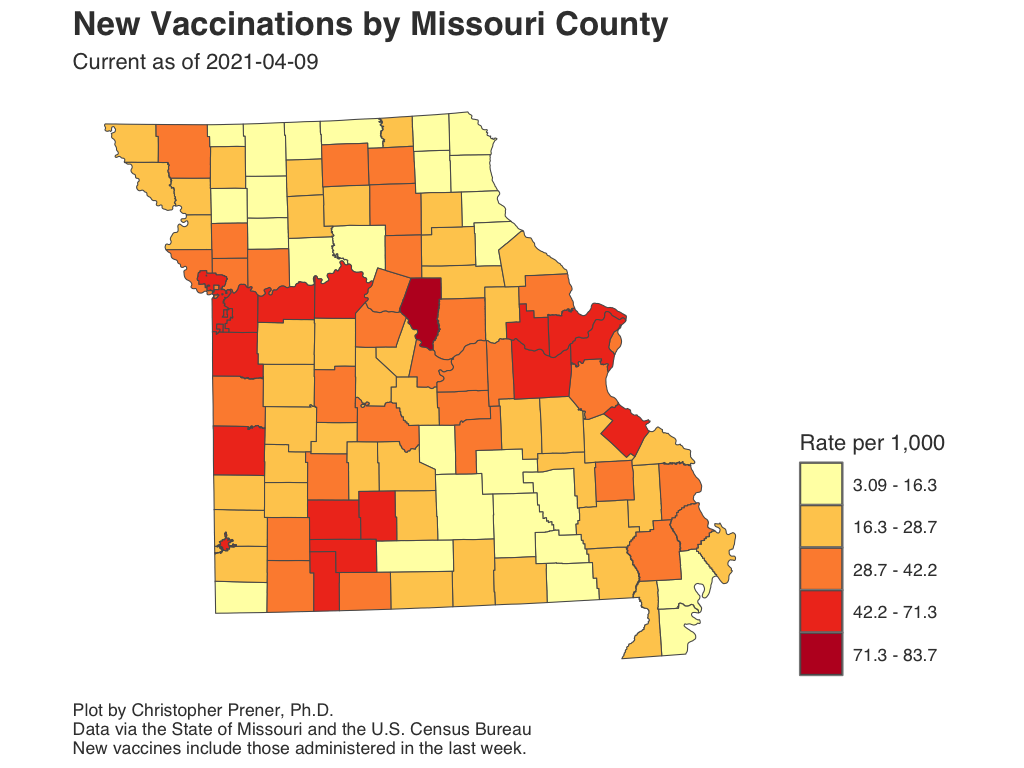 New Vaccinations by Missouri County
Current as of 2021-04-09
Rate per 1,000
3.09 - 16.3
16.3 - 28.7
28.7 - 42.2
42.2 - 71.3
71.3 - 83.7
Plot by Christopher Prener, Ph.D.
Data via the State of Missouri and the U.S. Census Bureau
New vaccines include those administered in the last week.